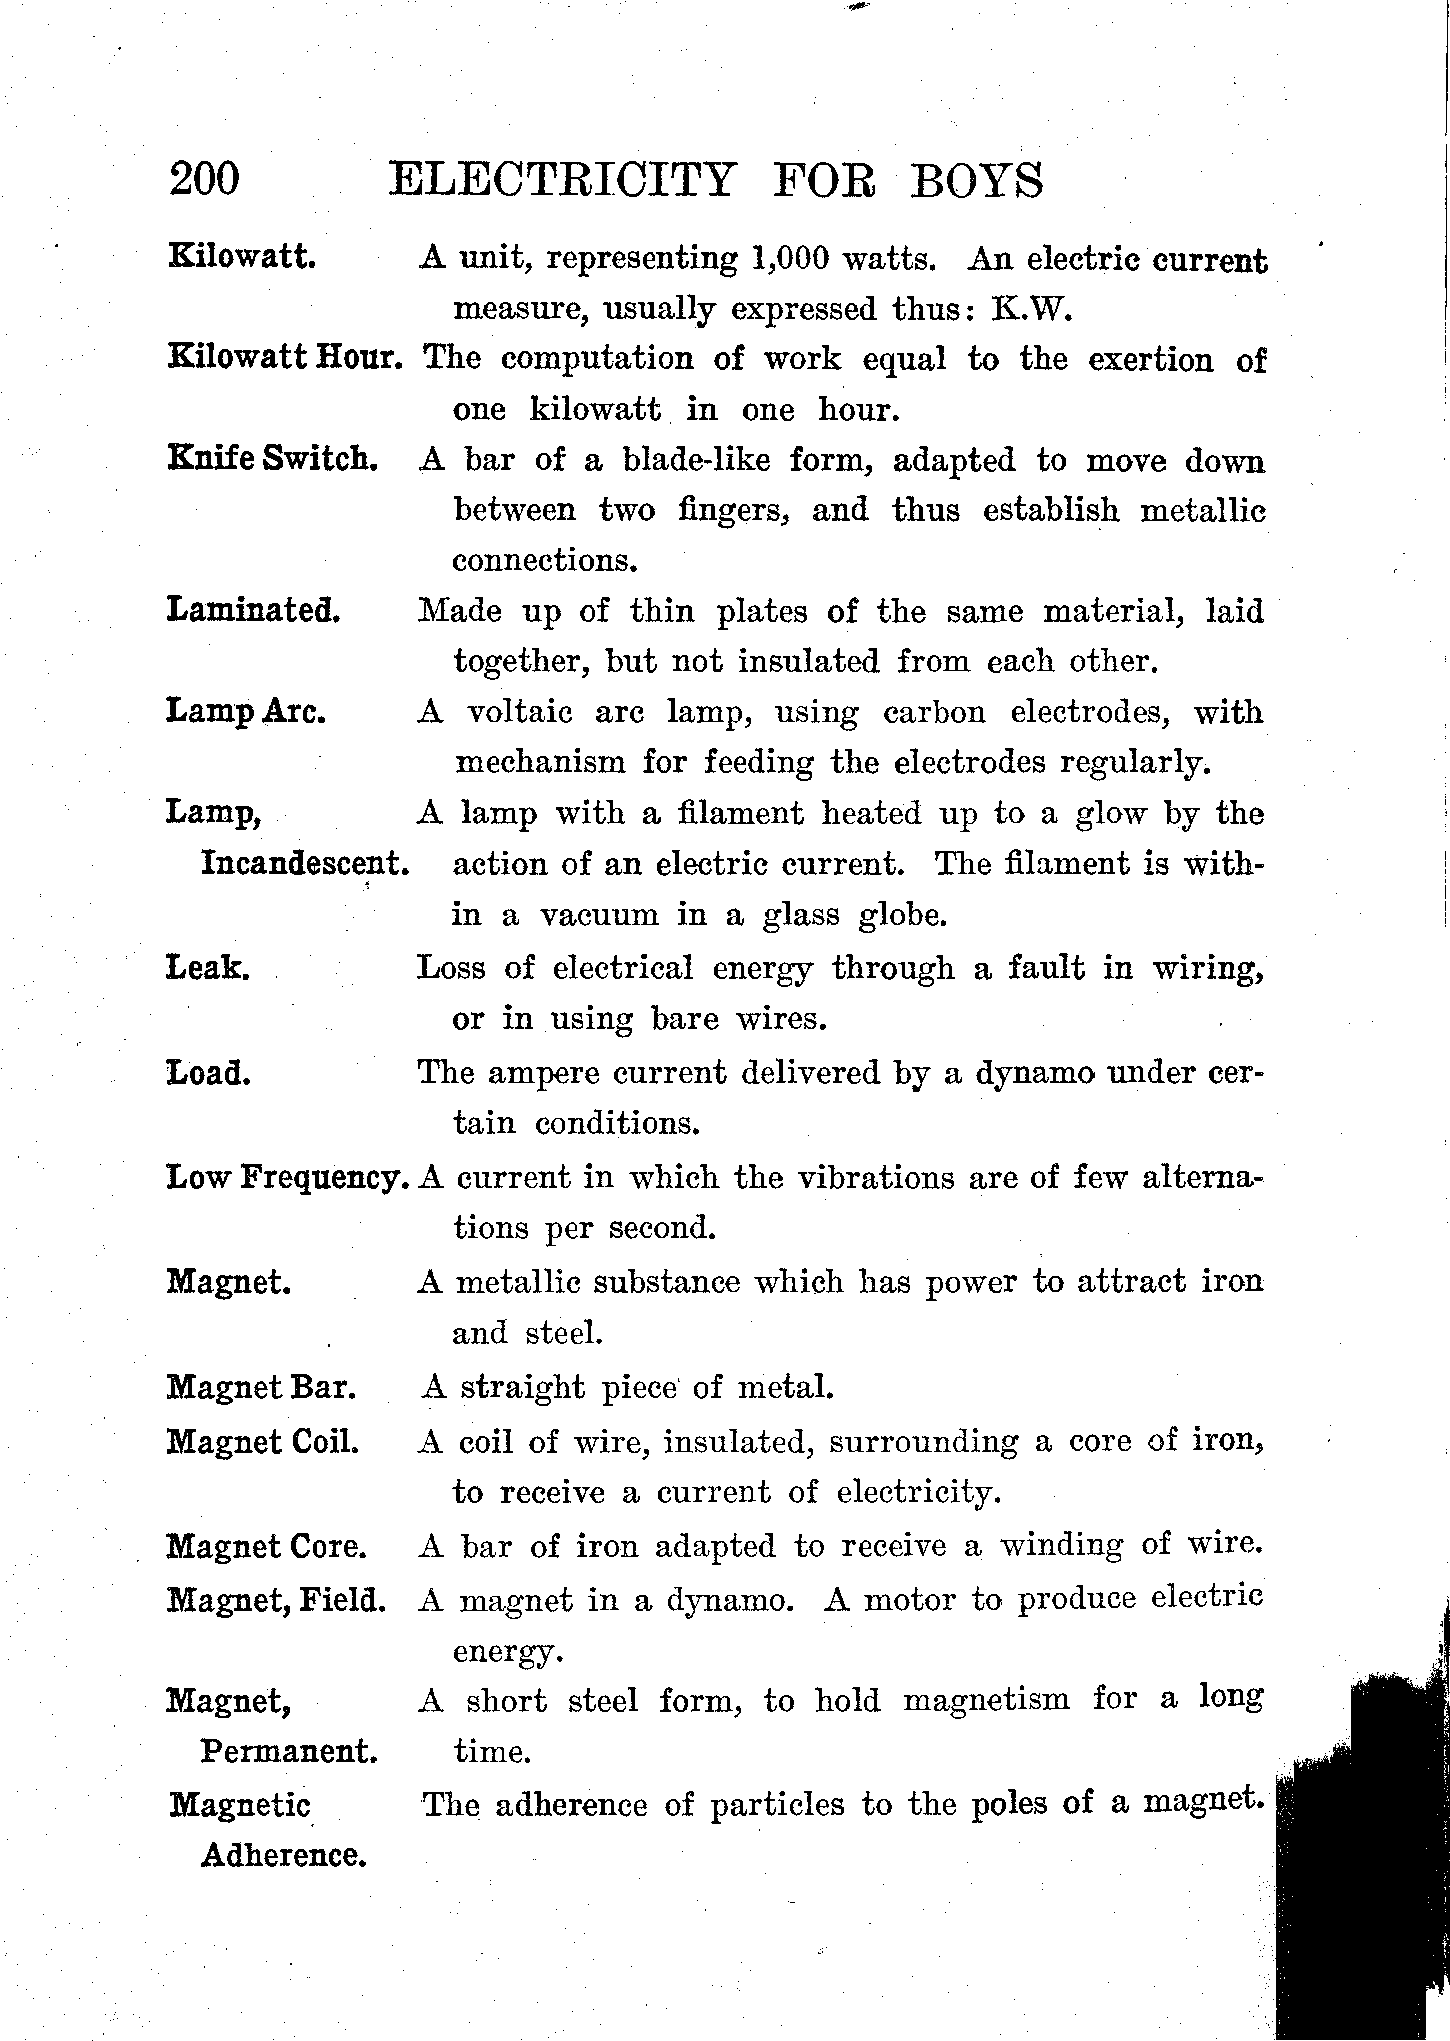 200 ELECTRICITY FOR BOYS
Kilowatt. A unit, representing 1,000 watts. An electric current
measure, usually expressed thus: K.W.
Kilowatt Hour. The computation of work equal to the exertion of
one kilowatt in one hour.
Knife Switch. A bar of a blade-like form, adapted to move down
between two fingers, and thus establish metallic
connections.
Laminated. Made up of thin plates of the same material, laid
together, but not insulated from each other.
Lamp Arc. A voltaic arc lamp, using carbon electrodes, with
mechanism for feeding the electrodes regularly.
Lamp, A lamp with a filament heated up to a glow by the
Incandescent. action of an electric current. The filament is with-
in a vacuum in a glass globe.
Leak. Loss of electrical energy through a fault in wiring,
or in using bare wires.
Load. The ampere current delivered by a dynamo under cer-
tain conditions.
Low Frequency. A current in which the vibrations are of few alterna-
tions per second.
Magnet. A metallic substance which has power to attract iron
and steel.
Magnet Bar. A straight piece of metal.
Magnet Coil. A coil of wire, insulated, surrounding a core of iron,
to receive a current of electricity.
Magnet Core. A bar of iron adapted to receive a winding of wire.
Magnet, Field. A magnet in a dynamo. A motor to produce electric
energy.
Magnet, A short steel form, to hold magnetism for a long
Permanent. time.
Magnetic The adherence of particles to the poles of a magnet.
Adherence.